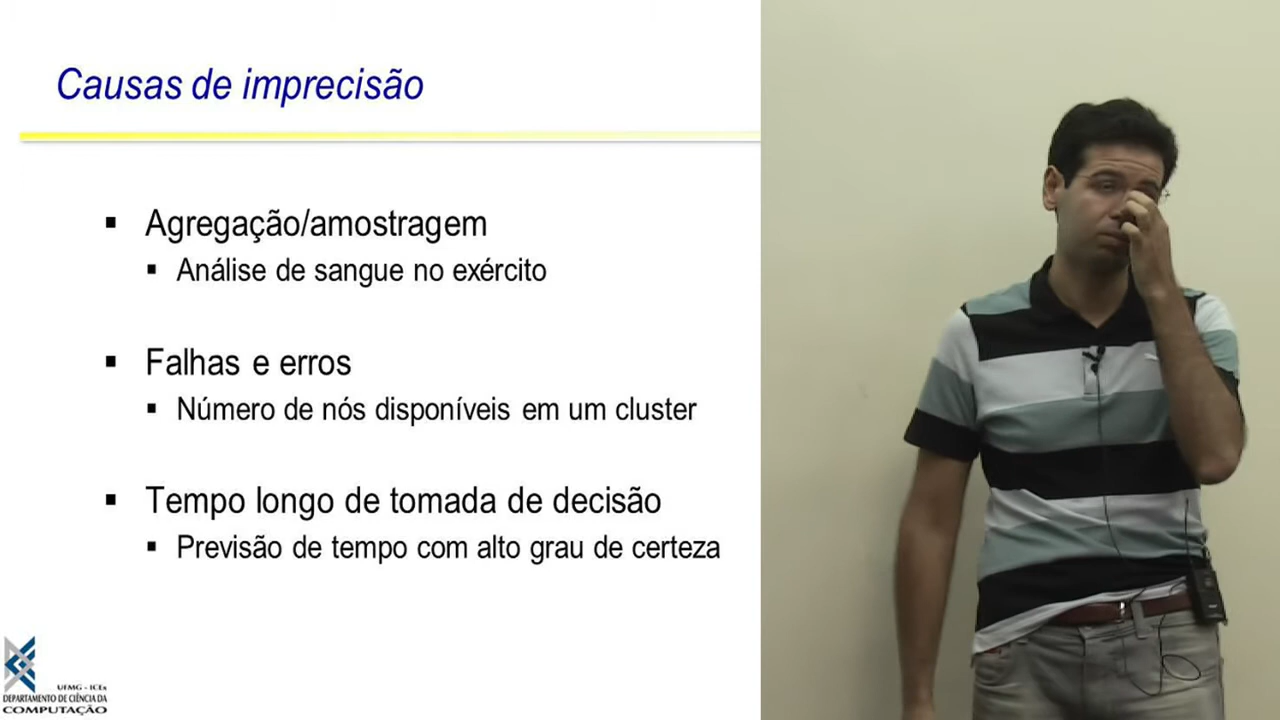 Causas de imprecisão
▪ Agregação/amostragem
▪ Análise de sangue no exército
▪ Falhas e erros
▪ Número de nós disponíveis em um cluster
▪ Tempo longo de tomada de decisão
▪ Previsão de tempo com alto grau de certeza
UFMG - ICEx
DEPARTAMENTO DE CIÊNCIA DA
COMPUTAÇÃO